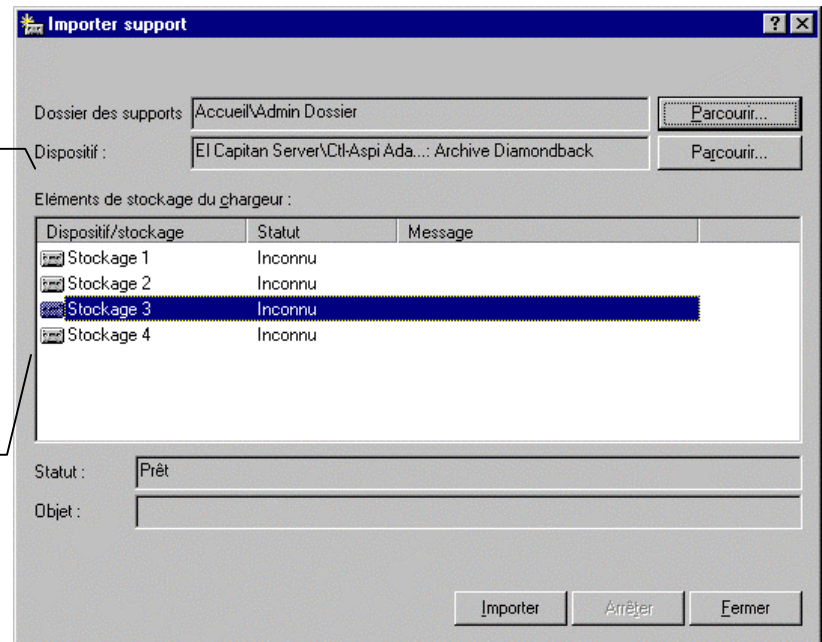 Importer support
Dossier des supports Accueil\Admin Dossier Parcourir...
Dispositif : El Capitan Server\Ctl-Aspi Ada...: Archive Diamondback Parcourir...
Eléments de stockage du chargeur :
Dispositif/stockage Statut Message
Stockage 1 Inconnu
Stockage 2 Inconnu
Stockage 3 Inconnu
Stockage 4 Inconnu
Statut : Prêt
Objet :
Importer Arrêter Fermer